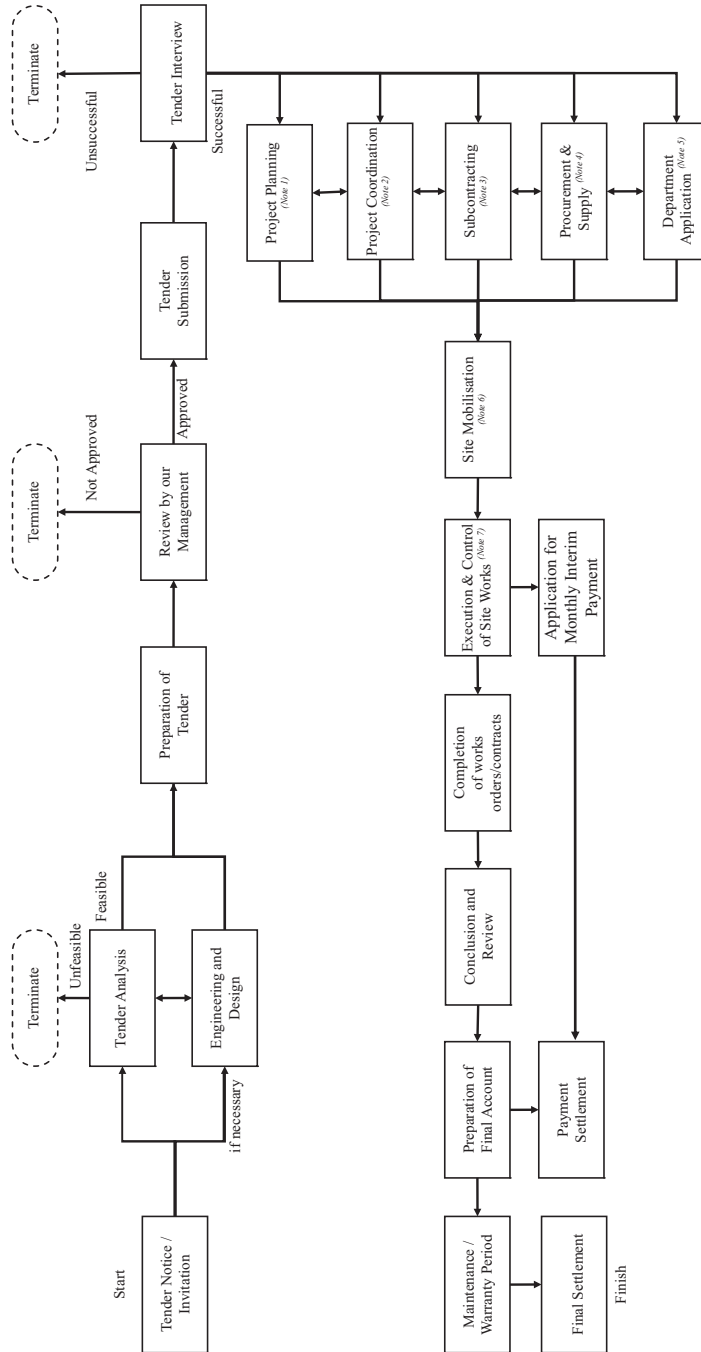 Start
Tender Notice /
Invitation
if necessary
Terminate
Unfeasible
Tender Analysis
Feasible
Engineering and
Design
Preparation of
Tender
Terminate
Not Approved
Review by our
Management
Approved
Tender
Submission
Terminate
Unsuccessful
Tender Interview
Successful
Project Planning
(Note 1)
Project Coordination
(Note 2)
Subcontracting
(Note 3)
Procurement &
Supply (Note 4)
Department
Application (Note 5)
Site Mobilisation
(Note 6)
Execution & Control
of Site Works (Note 7)
Application for
Monthly Interim
Payment
Completion
of works
orders/contracts
Conclusion and
Review
Preparation of
Final Account
Payment
Settlement
Maintenance /
Warranty Period
Final Settlement
Finish